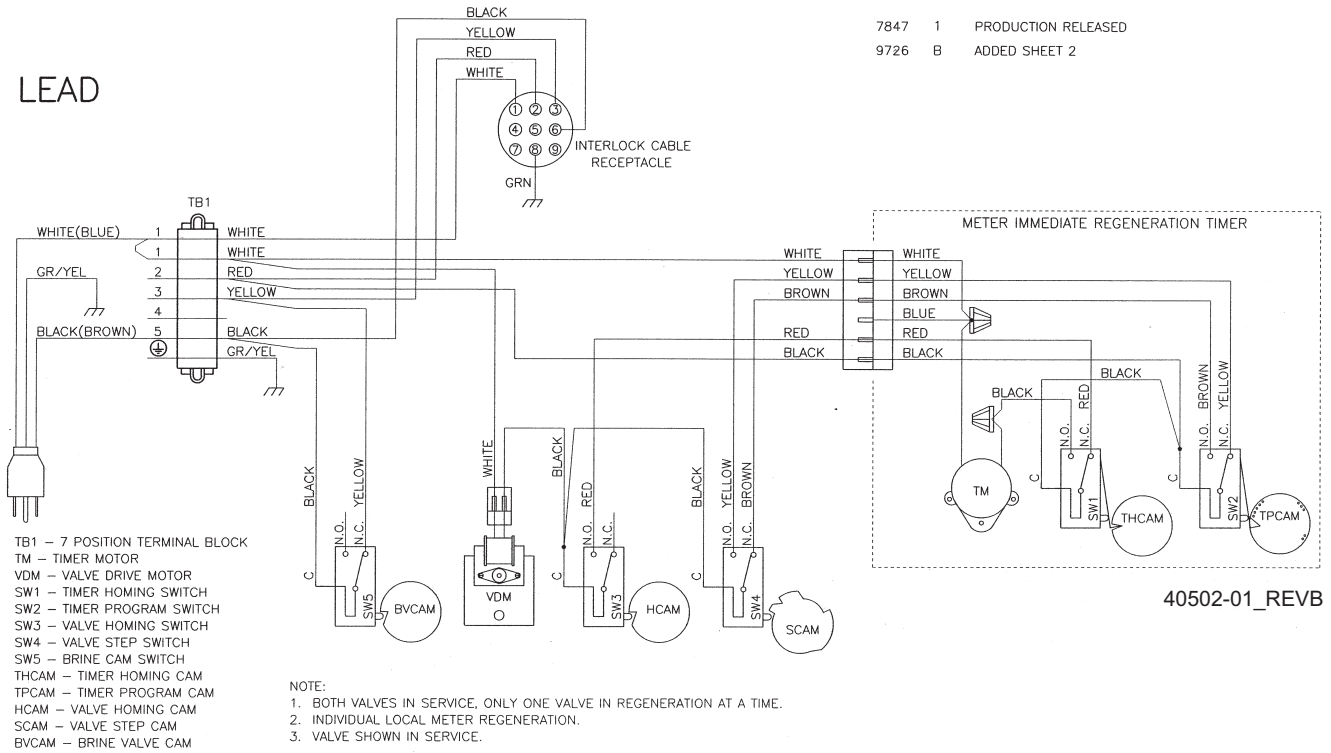 BLACK
YELLOW
RED
WHITE
7847 1 PRODUCTION RELEASED
9726 B ADDED SHEET 2
LEAD
1 2 3
4 5 6
7 8 9
INTERLOCK CABLE
RECEPTACLE
GRN
TB1
WHITE(BLUE) 1 WHITE
1 WHITE
GR/YEL 2 RED
3 YELLOW
4
BLACK(BROWN) 5 BLACK
GR/YEL
METER IMMEDIATE REGENERATION TIMER
WHITE WHITE
YELLOW YELLOW
BROWN BROWN
BLUE
RED RED
BLACK BLACK
BLACK
BLACK
RED
N.O.
N.C.
C
SW1
TM
THCAM
BROWN
YELLOW
N.O.
N.C.
C
SW2
TPCAM
BLACK
YELLOW
N.O.
N.C.
C
SW5
BVCAM
WHITE
VDM
BLACK
RED
N.O.
N.C.
C
SW3
HCAM
BLACK
YELLOW
BROWN
N.O.
N.C.
C
SW4
SCAM
40502-01_REVB
TB1 – 7 POSITION TERMINAL BLOCK
TM – TIMER MOTOR
VDM – VALVE DRIVE MOTOR
SW1 – TIMER HOMING SWITCH
SW2 – TIMER PROGRAM SWITCH
SW3 – VALVE HOMING SWITCH
SW4 – VALVE STEP SWITCH
SW5 – BRINE CAM SWITCH
THCAM – TIMER HOMING CAM
TPCAM – TIMER PROGRAM CAM
HCAM – VALVE HOMING CAM
SCAM – VALVE STEP CAM
BVCAM – BRINE VALVE CAM
NOTE:
1. BOTH VALVES IN SERVICE, ONLY ONE VALVE IN REGENERATION AT A TIME.
2. INDIVIDUAL LOCAL METER REGENERATION.
3. VALVE SHOWN IN SERVICE.